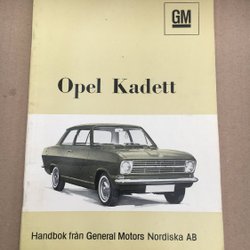 GM
Opel Kadett
Handbok från General Motors Nordiska AB